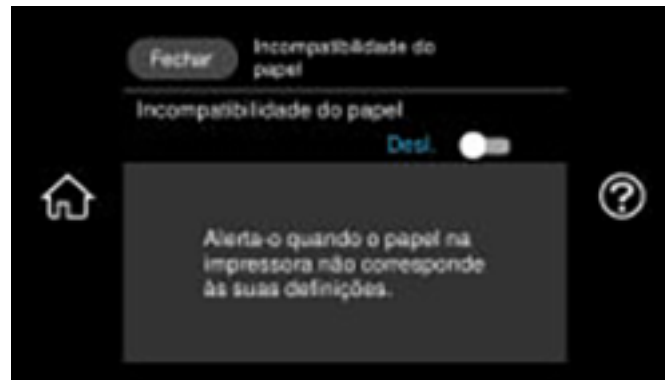 Fechar
Incompatibilidade do
papel
Incompatibilidade do papel
Desl.
Alerta-o quando o papel na
impressora não corresponde
às suas definições.
?